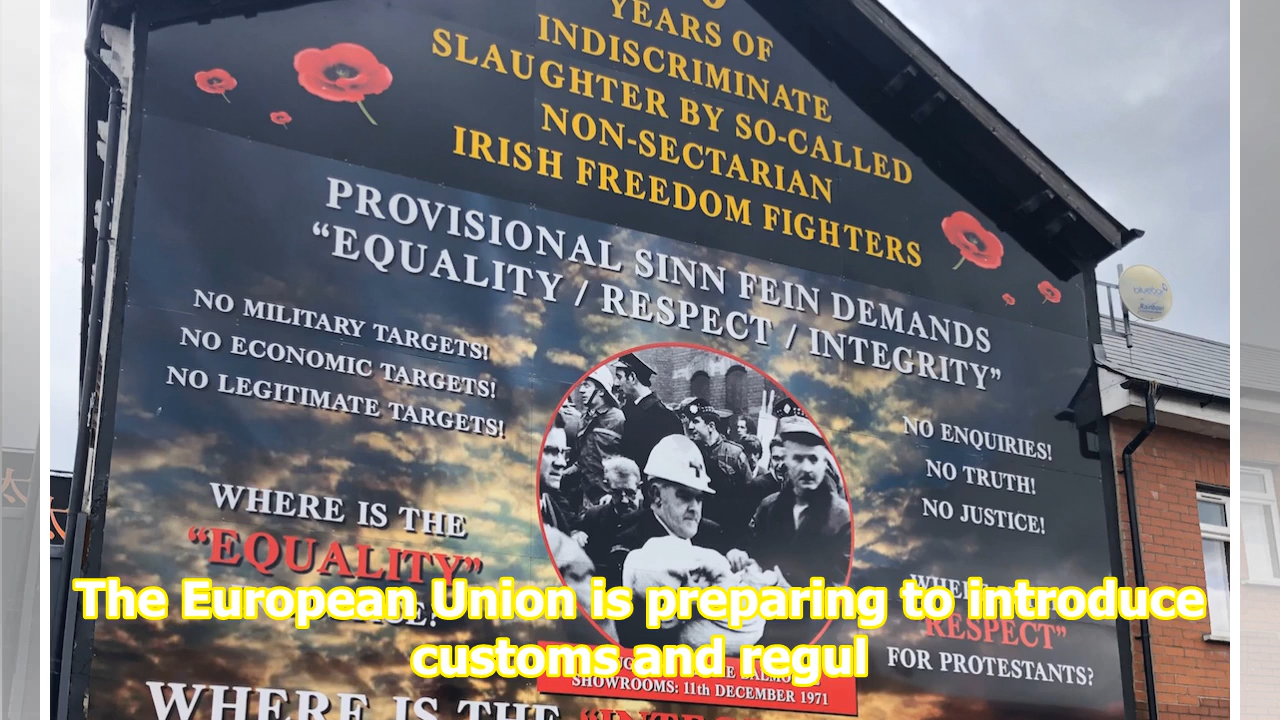 YEARS OF
INDISCRIMINATE
SLAUGHTER BY SO-CALLED
NON-SECTARIAN
IRISH FREEDOM FIGHTERS
PROVISIONAL SINN FEIN DEMANDS
“EQUALITY / RESPECT / INTEGRITY”
NO MILITARY TARGETS!
NO ECONOMIC TARGETS!
NO LEGITIMATE TARGETS!
NO ENQUIRIES!
NO TRUTH!
NO JUSTICE!
WHERE IS THE
“EQUALITY”
“RESPECT”
FOR PROTESTANTS?
SHOWROOMS: 11th DECEMBER 1971
WHERE IS THE
The European Union is preparing to introduce
customs and regul